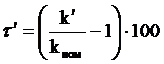 τ' = (k' / k_ном − 1) · 100